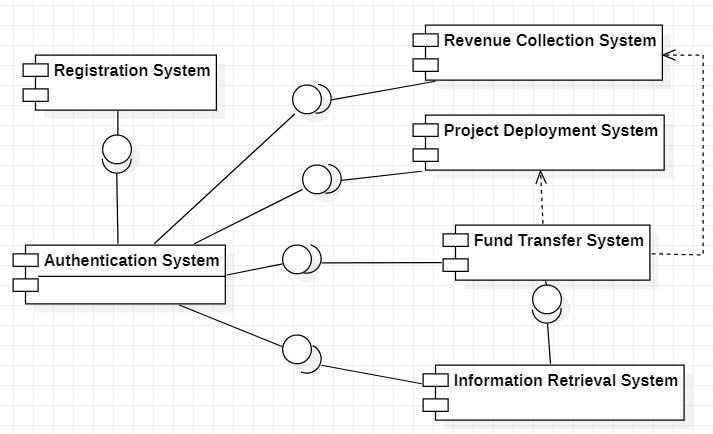 Revenue Collection System
Registration System
Project Deployment System
Fund Transfer System
Authentication System
Information Retrieval System